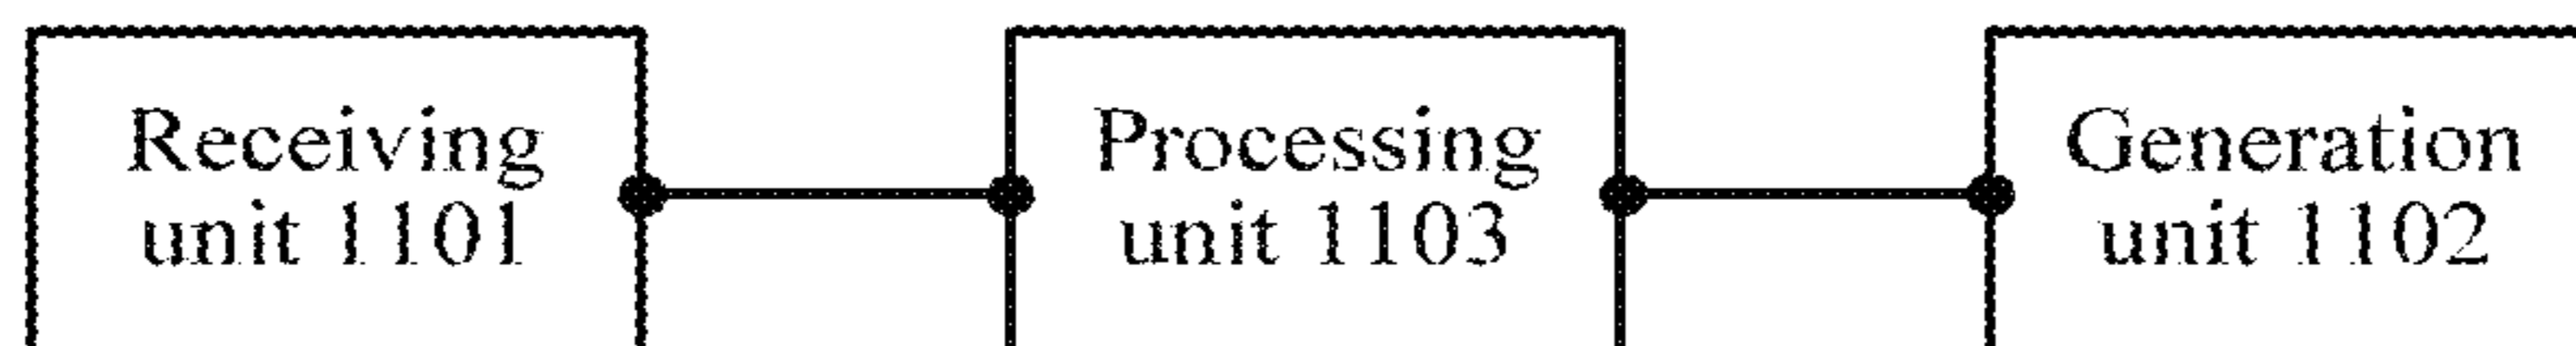 Receiving
unit 1101
Processing
unit 1103
Generation
unit 1102